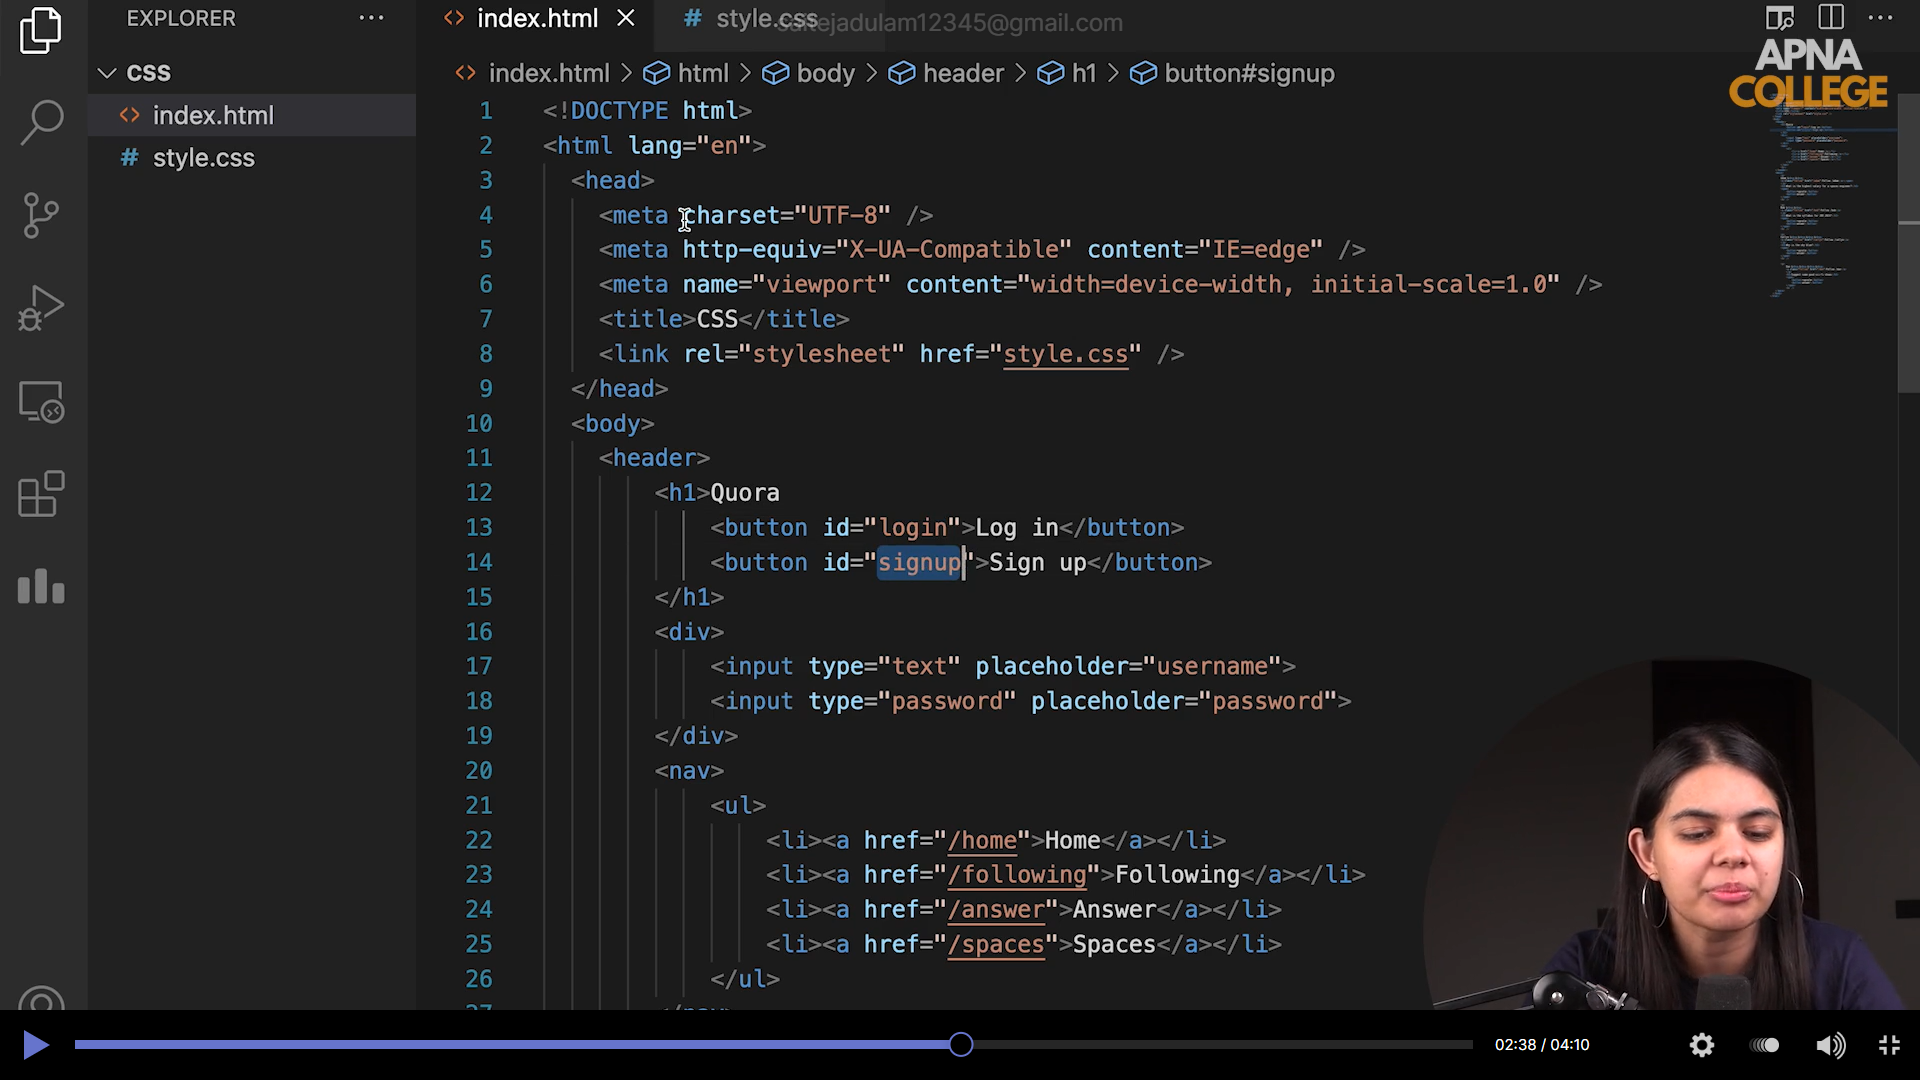 EXPLORER
CSS
index.html
style.css
index.html
style.css
@gmail.com
index.html > html > body > header > h1 > button#signup
APNA
COLLEGE
1 <!DOCTYPE html>
2 <html lang="en">
3 <head>
4 <meta charset="UTF-8" />
5 <meta http-equiv="X-UA-Compatible" content="IE=edge" />
6 <meta name="viewport" content="width=device-width, initial-scale=1.0" />
7 <title>CSS</title>
8 <link rel="stylesheet" href="style.css" />
9 </head>
10 <body>
11 <header>
12 <h1>Quora
13 <button id="login">Log in</button>
14 <button id="signup">Sign up</button>
15 </h1>
16 <div>
17 <input type="text" placeholder="username">
18 <input type="password" placeholder="password">
19 </div>
20 <nav>
21 <ul>
22 <li><a href="/home">Home</a></li>
23 <li><a href="/following">Following</a></li>
24 <li><a href="/answer">Answer</a></li>
25 <li><a href="/spaces">Spaces</a></li>
26 </ul>
02:38 / 04:10